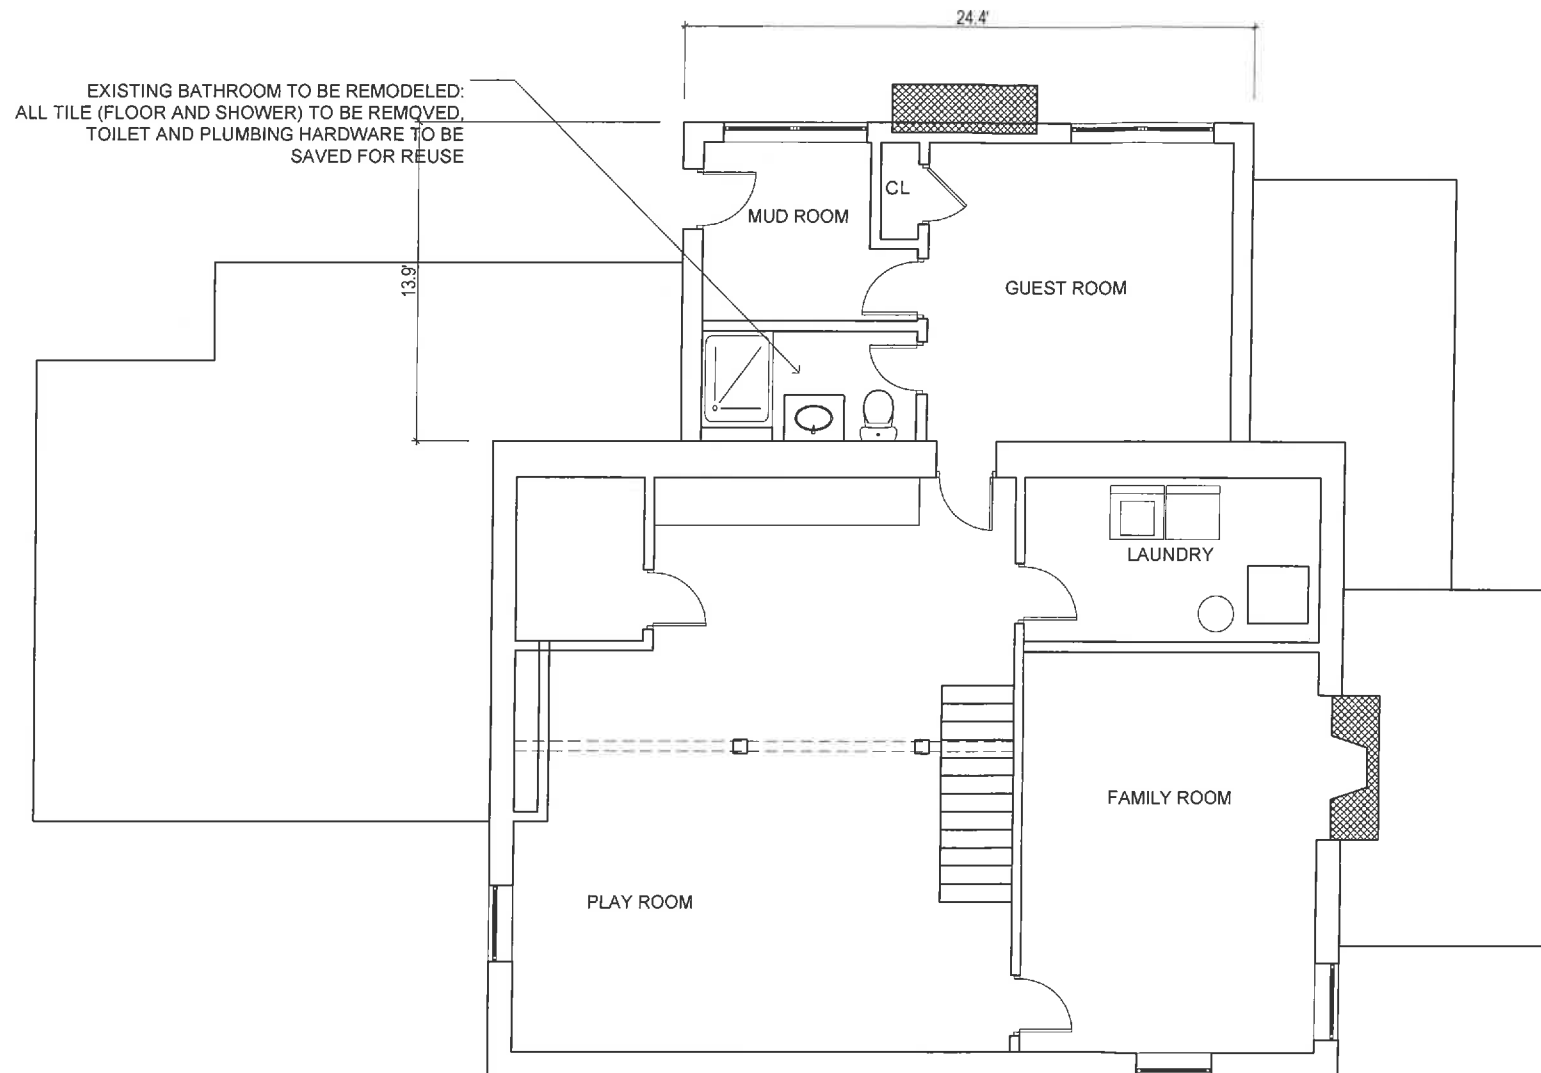 24.4'
EXISTING BATHROOM TO BE REMODELED:
ALL TILE (FLOOR AND SHOWER) TO BE REMOVED,
TOILET AND PLUMBING HARDWARE TO BE
SAVED FOR REUSE
CL
MUD ROOM
13.9'
GUEST ROOM
LAUNDRY
FAMILY ROOM
PLAY ROOM